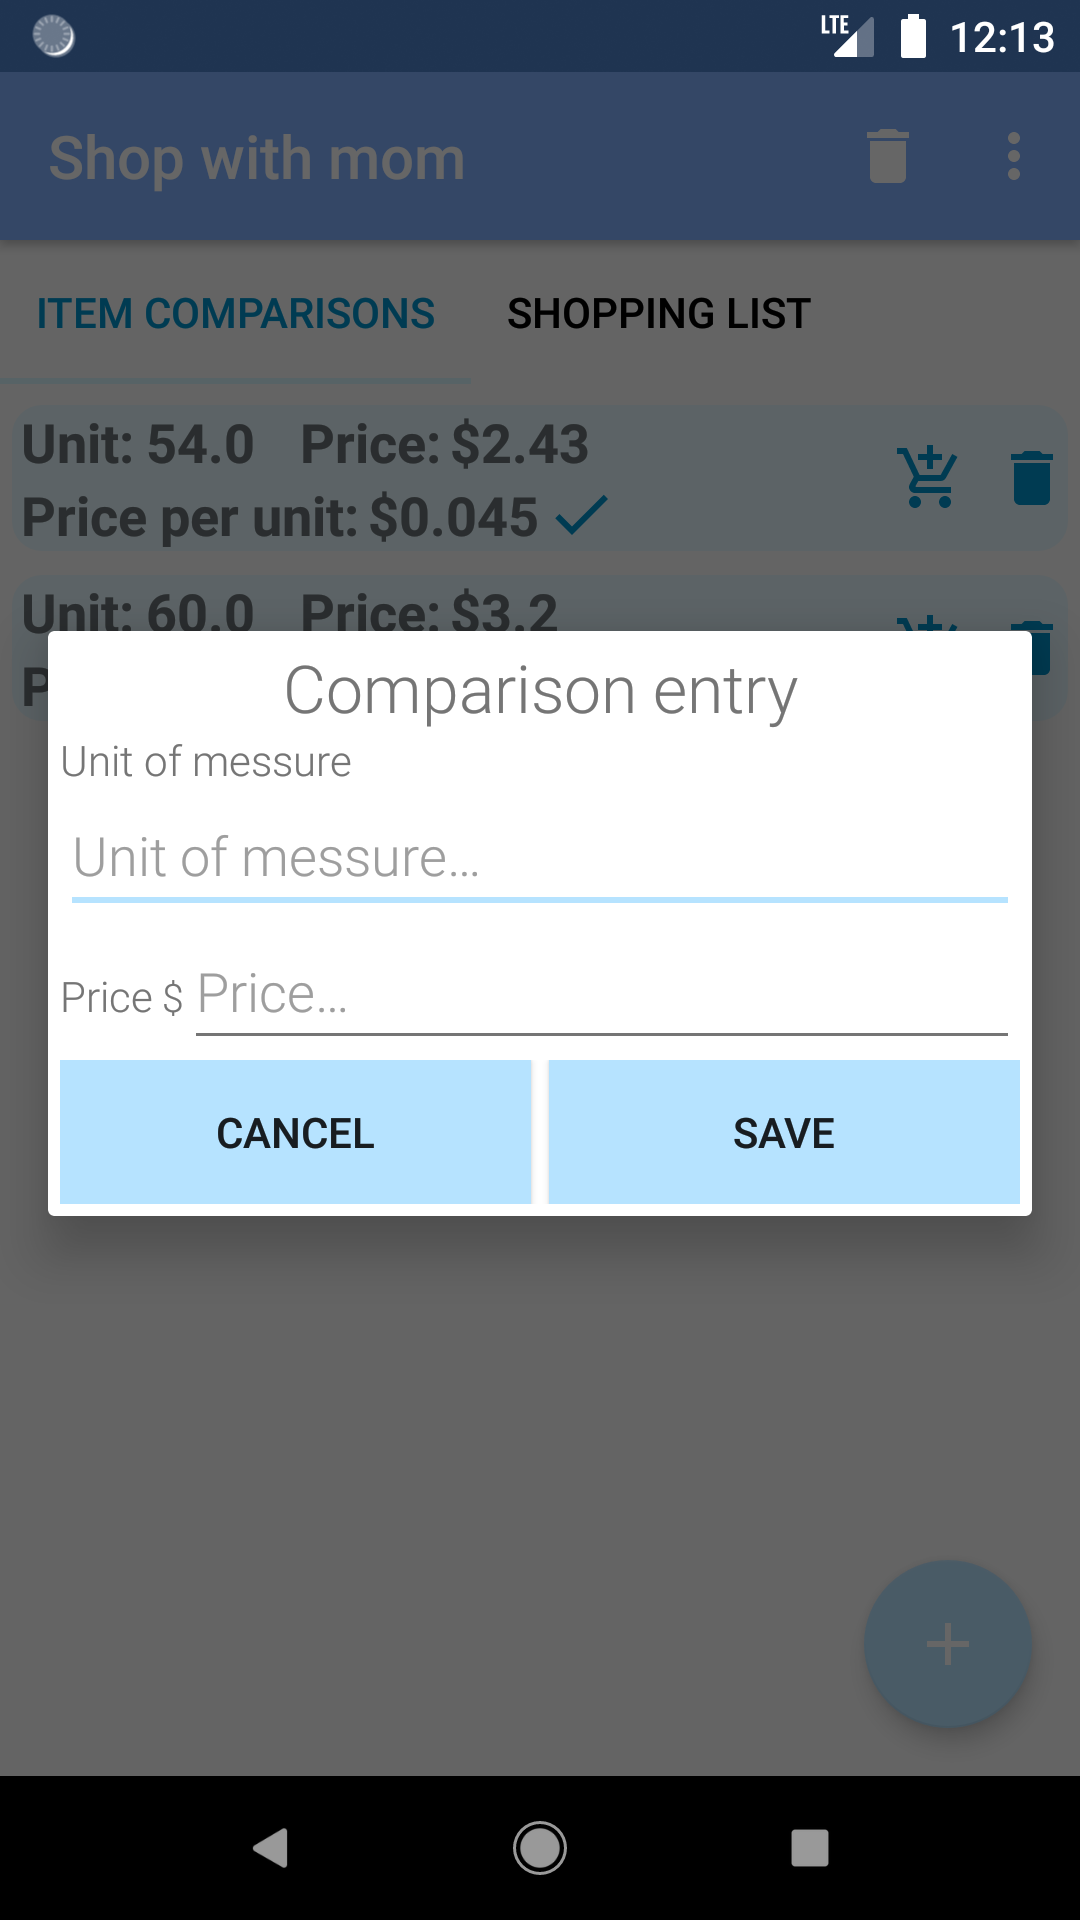 LTE 12:13
Shop with mom
ITEM COMPARISONS SHOPPING LIST
Unit: 54.0 Price: $2.43
Price per unit: $0.045
Unit: 60.0 Price: $3.2
P
Comparison entry
Unit of messure
Unit of messure...
Price $ Price...
CANCEL SAVE